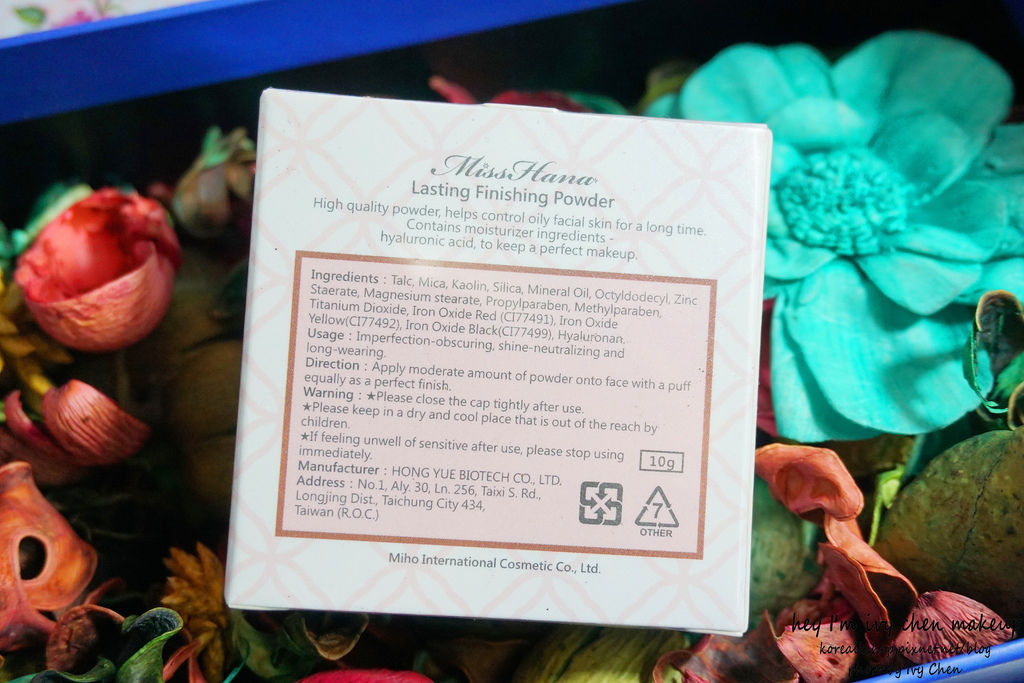 MissHana
Lasting Finishing Powder
High quality powder, helps control oily facial skin for a long time.
Contains moisturizer ingredients -
hyaluronic acid, to keep a perfect makeup.
Ingredients : Talc, Mica, Kaolin, Silica, Mineral Oil, Octyldodecyl, Zinc
Staerate, Magnesium stearate, Propylparaben, Methylparaben,
Titanium Dioxide, Iron Oxide Red (CI77491), Iron Oxide
Yellow(CI77492), Iron Oxide Black(CI77499), Hyaluronan.
Usage : Imperfection-obscuring, shine-neutralizing and
long-wearing.
Direction : Apply moderate amount of powder onto face with a puff
equally as a perfect finish.
Warning : ★Please close the cap tightly after use.
★Please keep in a dry and cool place that is out of the reach by
children.
★If feeling unwell of sensitive after use, please stop using
immediately.
10g
Manufacturer : HONG YUE BIOTECH CO., LTD.
Address : No.1, Aly. 30, Ln. 256, Taixi S. Rd.,
Longjing Dist., Taichung City 434,
Taiwan (R.O.C.)
7
OTHER
Miho International Cosmetic Co., Ltd.
hey I'm ivy chen makeup
pixnet.net/blog
Ivy Chen